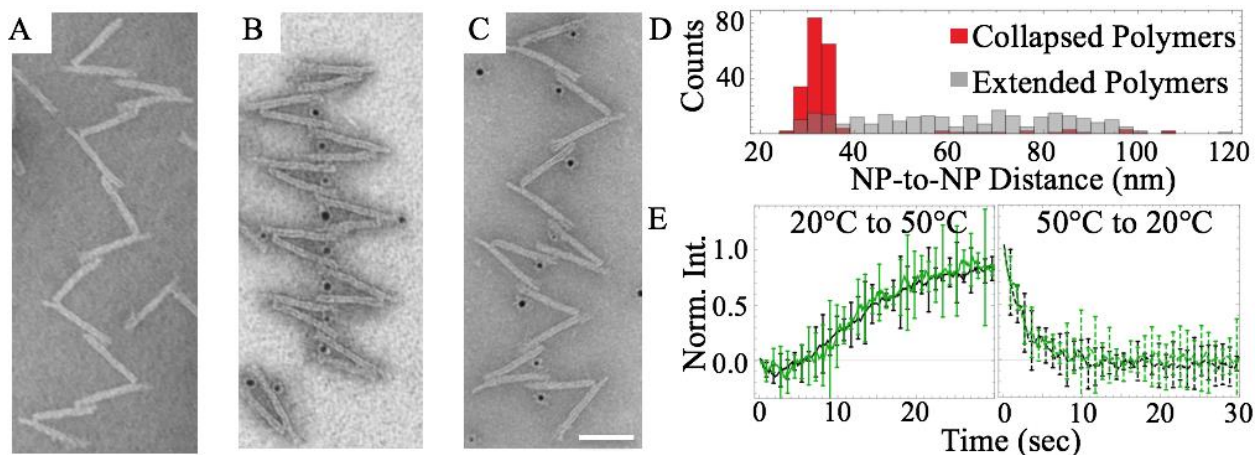 A
B
C
D
Counts
80
40
Collapsed Polymers
Extended Polymers
20 40 60 80 100 120
NP-to-NP Distance (nm)
E
Norm. Int.
1.0
0.5
0.0
20°C to 50°C
50°C to 20°C
0 10 20 0 10 20 30
Time (sec)